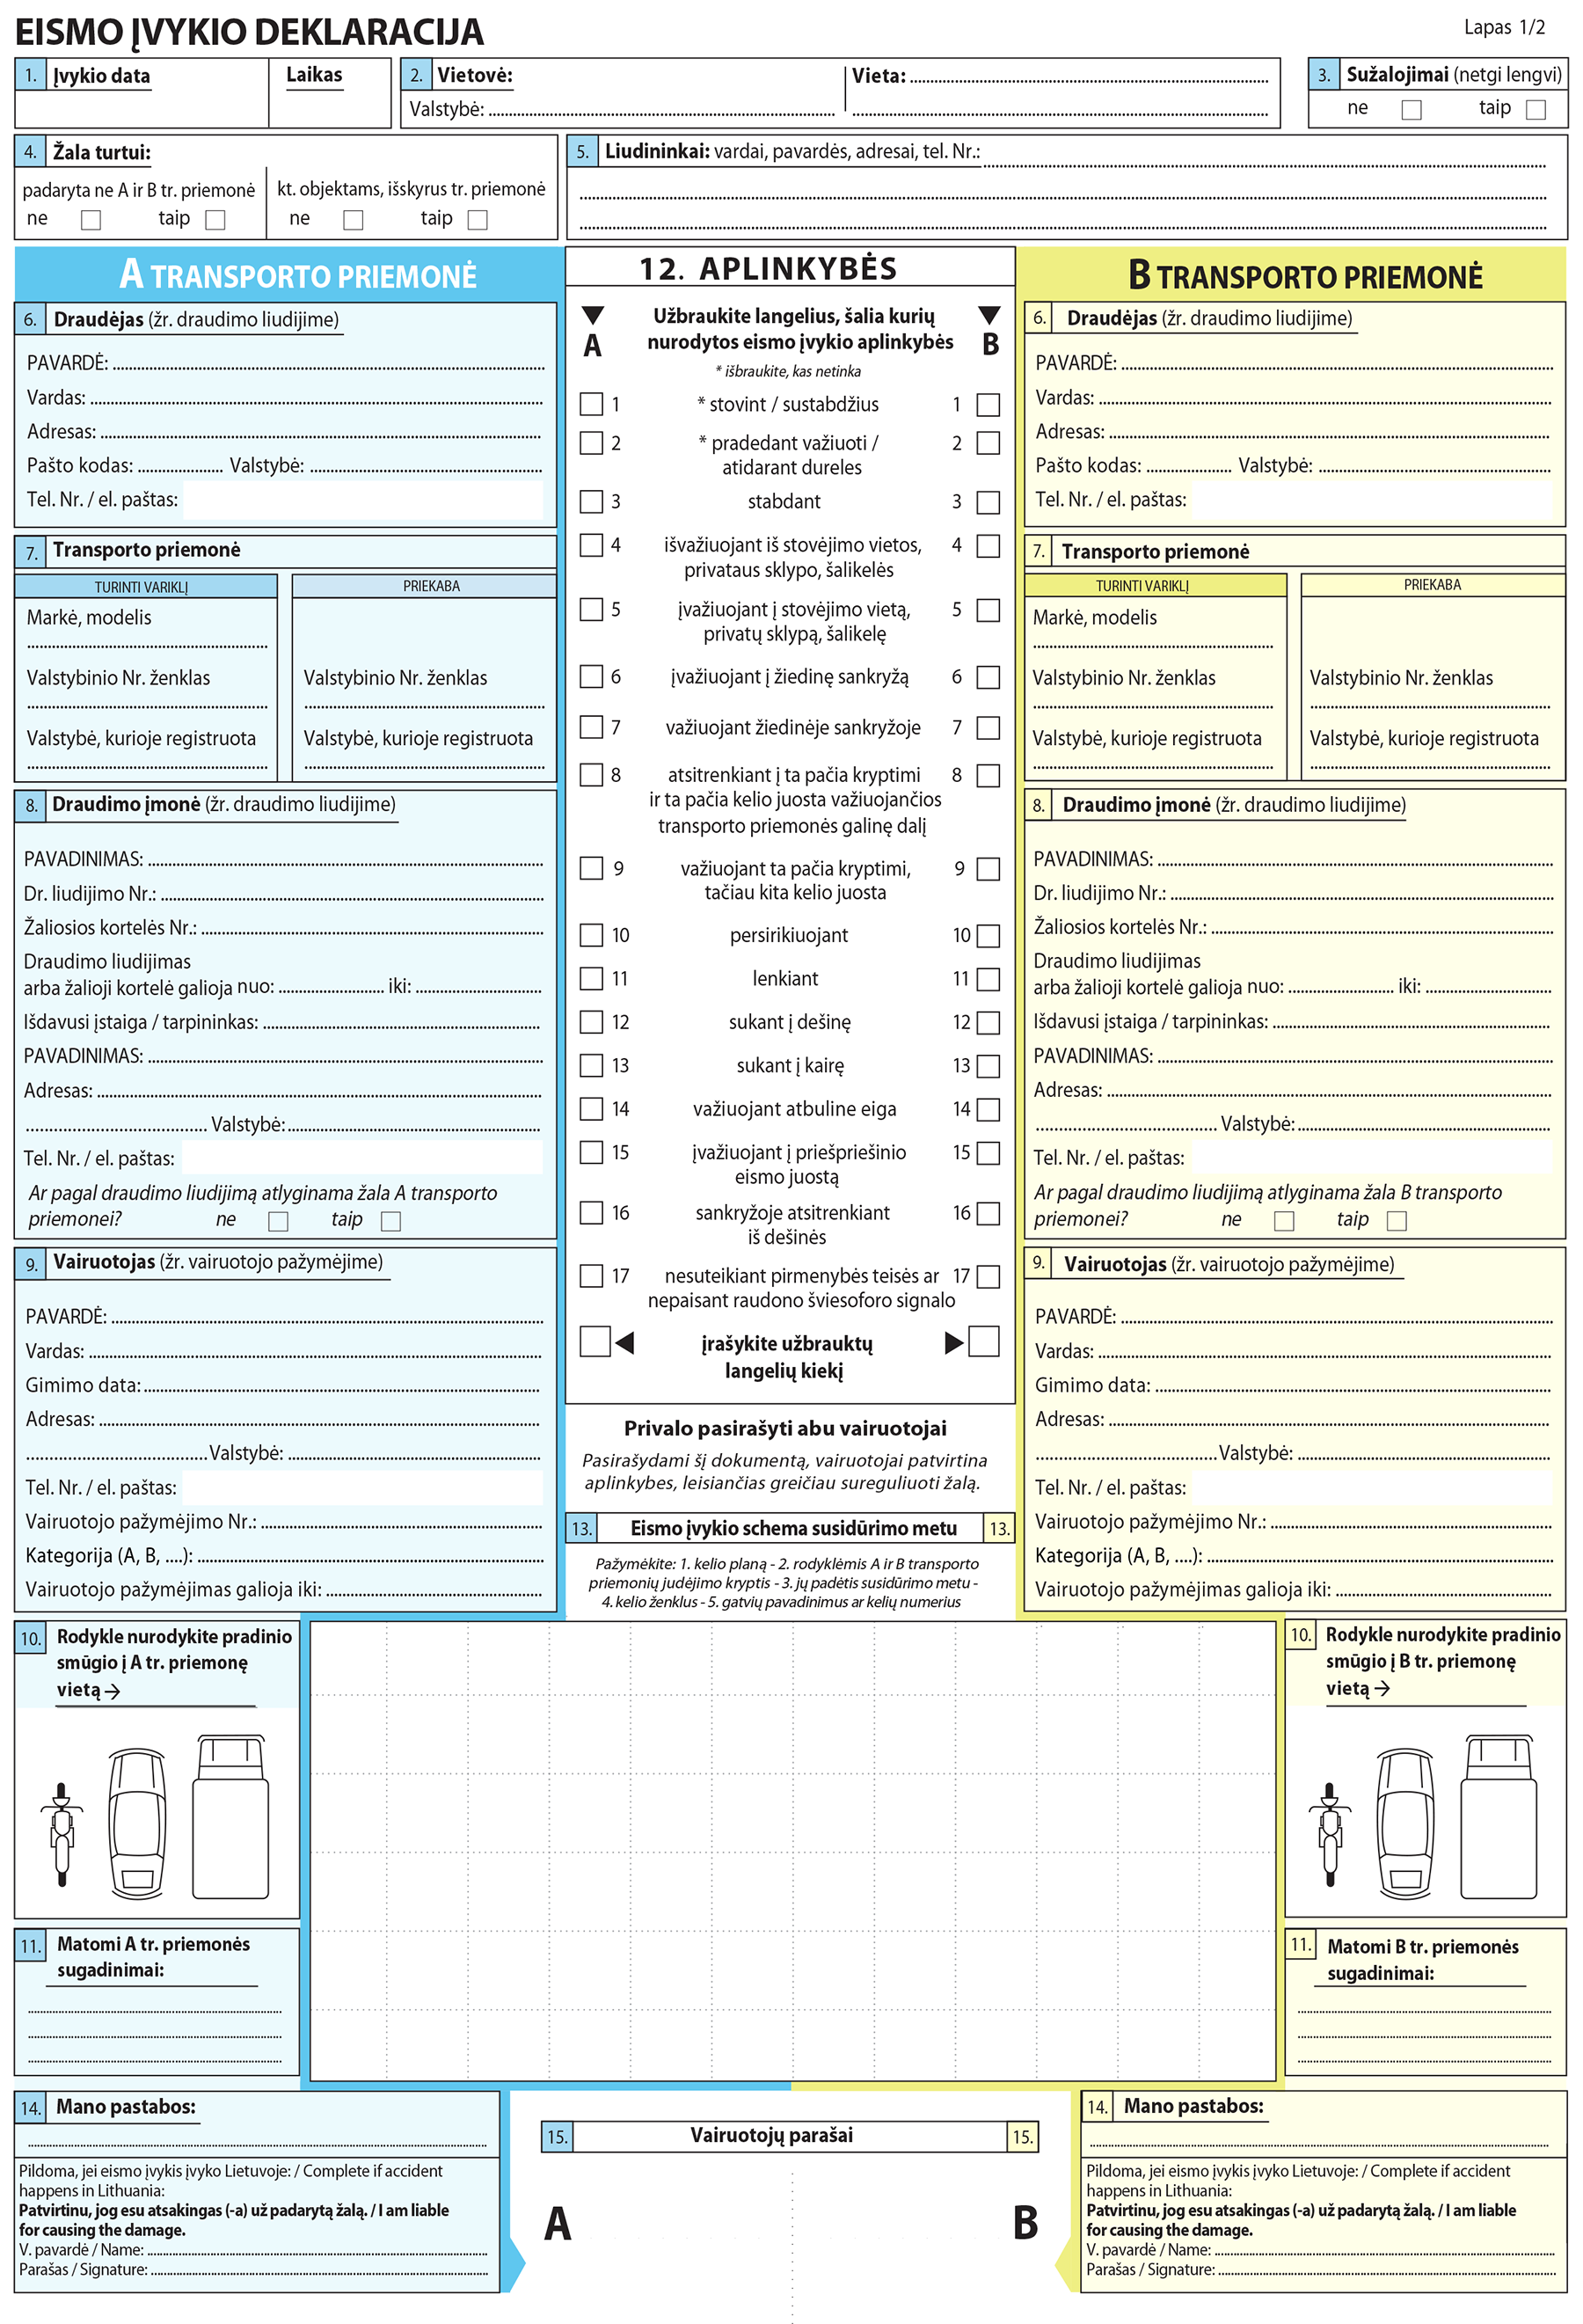 EISMO ĮVYKIO DEKLARACIJA
Lapas 1/2
1. Įvykio data
Laikas
2. Vietovė:
Valstybė:
Vieta:
3. Sužalojimai (netgi lengvi)
ne taip
4. Žala turtui:
padaryta ne A ir B tr. priemonė
ne taip
kt. objektams, išskyrus tr. priemonė
ne taip
5. Liudininkai: vardai, pavardės, adresai, tel. Nr.:
A TRANSPORTO PRIEMONĖ
6. Draudėjas (žr. draudimo liudijime)
PAVARDĖ:
Vardas:
Adresas:
Pašto kodas: Valstybė:
Tel. Nr. / el. paštas:
7. Transporto priemonė
TURINTI VARIKLĮ
Markė, modelis
Valstybinio Nr. ženklas
Valstybė, kurioje registruota
PRIEKABA
Valstybinio Nr. ženklas
Valstybė, kurioje registruota
8. Draudimo įmonė (žr. draudimo liudijime)
PAVADINIMAS:
Dr. liudijimo Nr.:
Žaliosios kortelės Nr.:
Draudimo liudijimas
arba žalioji kortelė galioja nuo: iki:
Išdavusi įstaiga / tarpininkas:
PAVADINIMAS:
Adresas:
Valstybė:
Tel. Nr. / el. paštas:
Ar pagal draudimo liudijimą atlyginama žala A transporto
priemonei? ne taip
9. Vairuotojas (žr. vairuotojo pažymėjime)
PAVARDĖ:
Vardas:
Gimimo data:
Adresas:
Valstybė:
Tel. Nr. / el. paštas:
Vairuotojo pažymėjimo Nr.:
Kategorija (A, B, ....):
Vairuotojo pažymėjimas galioja iki:
10. Rodykle nurodykite pradinio
smūgio į A tr. priemonę
vietą →
11. Matomi A tr. priemonės
sugadinimai:
14. Mano pastabos:
Pildoma, jei eismo įvykis įvyko Lietuvoje: / Complete if accident
happens in Lithuania:
Patvirtinu, jog esu atsakingas (-a) už padarytą žalą. / I am liable
for causing the damage.
V. pavardė / Name:
Parašas / Signature:
12. APLINKYBĖS
A B
Užbraukite langelius, šalia kurių
nurodytos eismo įvykio aplinkybės
* išbraukite, kas netinka
1 * stovint / sustabdžius 1
2 * pradedant važiuoti / 2
atidarant dureles
3 stabdant 3
4 išvažiuojant iš stovėjimo vietos, 4
privataus sklypo, šalikelės
5 įvažiuojant į stovėjimo vietą, 5
privatų sklypą, šalikelę
6 įvažiuojant į žiedinę sankryžą 6
7 važiuojant žiedinėje sankryžoje 7
8 atsitrenkiant į ta pačia kryptimi 8
ir ta pačia kelio juosta važiuojančios
transporto priemonės galinę dalį
9 važiuojant ta pačia kryptimi, 9
tačiau kita kelio juosta
10 persirikiuojant 10
11 lenkiant 11
12 sukant į dešinę 12
13 sukant į kairę 13
14 važiuojant atbuline eiga 14
15 įvažiuojant į priešpriešinio 15
eismo juostą
16 sankryžoje atsitrenkiant 16
iš dešinės
17 nesuteikiant pirmenybės teisės ar 17
nepaisant raudono šviesoforo signalo
įrašykite užbrauktų
langelių kiekį
Privalo pasirašyti abu vairuotojai
Pasirašydami šį dokumentą, vairuotojai patvirtina
aplinkybes, leisiančias greičiau sureguliuoti žalą.
13. Eismo įvykio schema susidūrimo metu 13.
Pažymėkite: 1. kelio planą - 2. rodyklėmis A ir B transporto
priemonių judėjimo kryptis - 3. jų padėtis susidūrimo metu -
4. kelio ženklus - 5. gatvių pavadinimus ar kelių numerius
15. Vairuotojų parašai 15.
A B
B TRANSPORTO PRIEMONĖ
6. Draudėjas (žr. draudimo liudijime)
PAVARDĖ:
Vardas:
Adresas:
Pašto kodas: Valstybė:
Tel. Nr. / el. paštas:
7. Transporto priemonė
TURINTI VARIKLĮ
Markė, modelis
Valstybinio Nr. ženklas
Valstybė, kurioje registruota
PRIEKABA
Valstybinio Nr. ženklas
Valstybė, kurioje registruota
8. Draudimo įmonė (žr. draudimo liudijime)
PAVADINIMAS:
Dr. liudijimo Nr.:
Žaliosios kortelės Nr.:
Draudimo liudijimas
arba žalioji kortelė galioja nuo: iki:
Išdavusi įstaiga / tarpininkas:
PAVADINIMAS:
Adresas:
Valstybė:
Tel. Nr. / el. paštas:
Ar pagal draudimo liudijimą atlyginama žala B transporto
priemonei? ne taip
9. Vairuotojas (žr. vairuotojo pažymėjime)
PAVARDĖ:
Vardas:
Gimimo data:
Adresas:
Valstybė:
Tel. Nr. / el. paštas:
Vairuotojo pažymėjimo Nr.:
Kategorija (A, B, ....):
Vairuotojo pažymėjimas galioja iki:
10. Rodykle nurodykite pradinio
smūgio į B tr. priemonę
vietą →
11. Matomi B tr. priemonės
sugadinimai:
14. Mano pastabos:
Pildoma, jei eismo įvykis įvyko Lietuvoje: / Complete if accident
happens in Lithuania:
Patvirtinu, jog esu atsakingas (-a) už padarytą žalą. / I am liable
for causing the damage.
V. pavardė / Name:
Parašas / Signature: